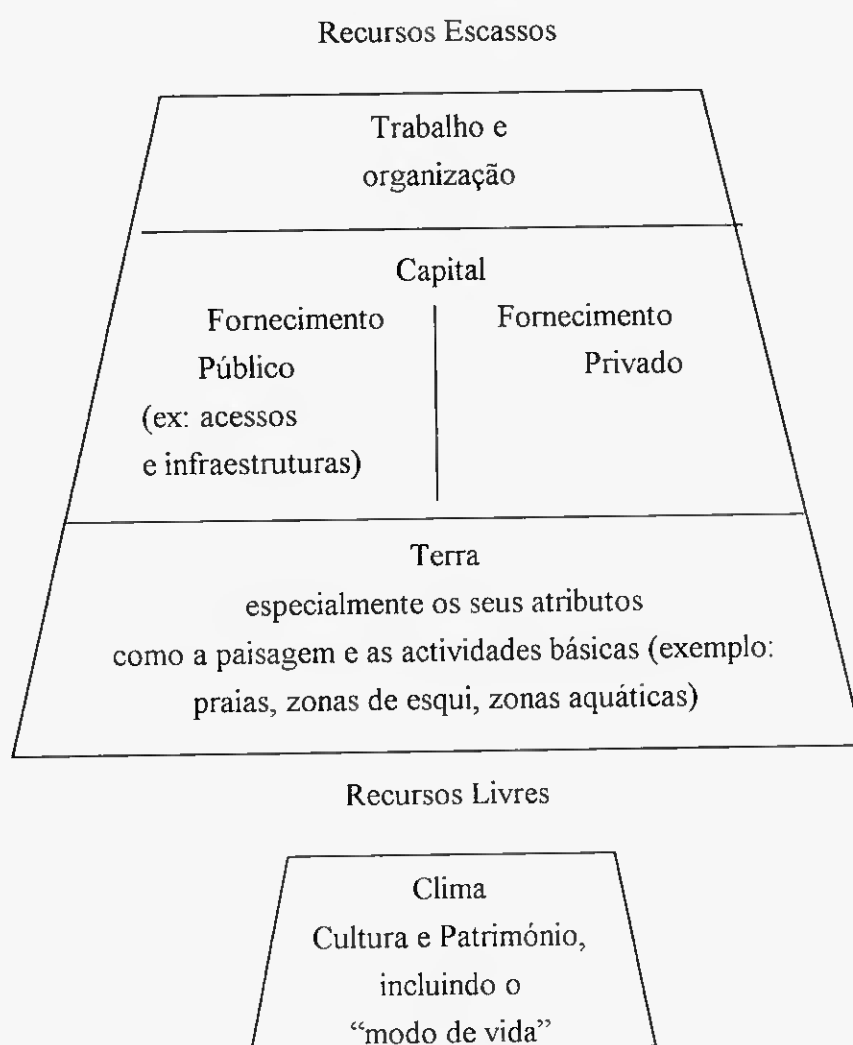 Recursos Escassos
Trabalho e
organização
Capital
Fornecimento
Público
(ex: acessos
e infraestruturas)
Fornecimento
Privado
Terra
especialmente os seus atributos
como a paisagem e as actividades básicas (exemplo:
praias, zonas de esqui, zonas aquáticas)
Recursos Livres
Clima
Cultura e Património,
incluindo o
“modo de vida”